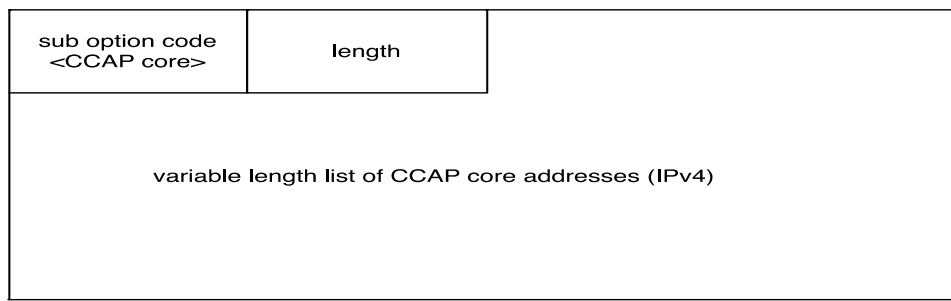 sub option code
<CCAP core>
length
variable length list of CCAP core addresses (IPv4)